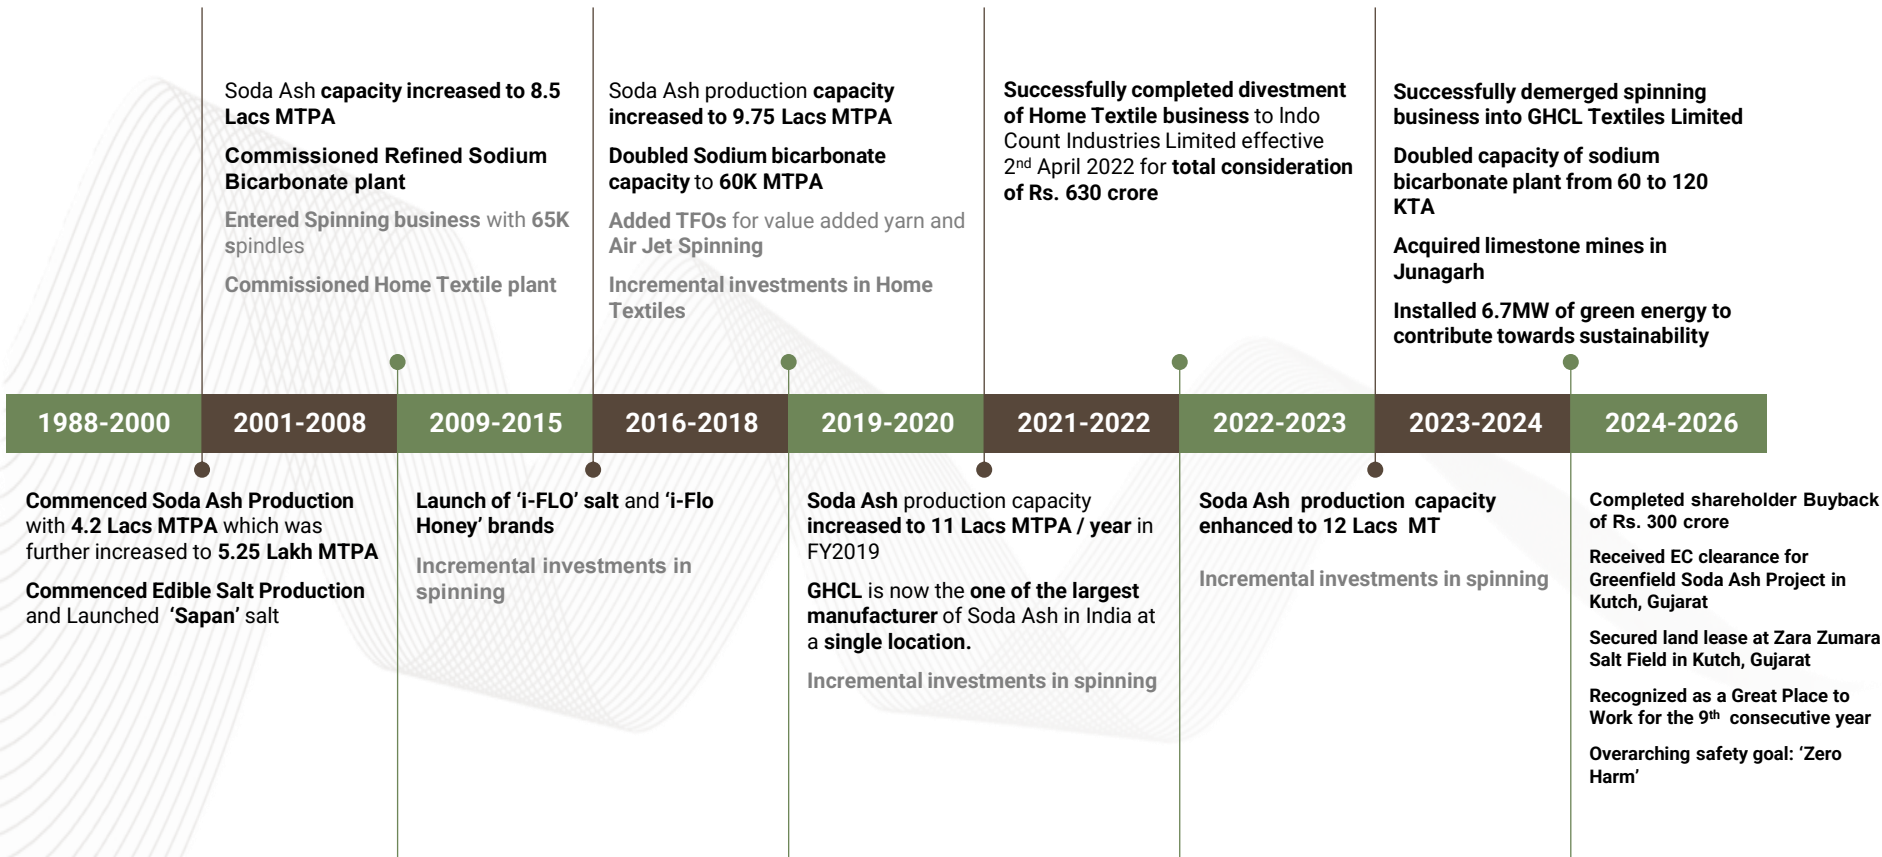 Soda Ash capacity increased to 8.5
Lacs MTPA
Commissioned Refined Sodium
Bicarbonate plant
Entered Spinning business with 65K
spindles
Commissioned Home Textile plant
Soda Ash production capacity
increased to 9.75 Lacs MTPA
Doubled Sodium bicarbonate
capacity to 60K MTPA
Added TFOs for value added yarn and
Air Jet Spinning
Incremental investments in Home
Textiles
Successfully completed divestment
of Home Textile business to Indo
Count Industries Limited effective
2nd April 2022 for total consideration
of Rs. 630 crore
Successfully demerged spinning
business into GHCL Textiles Limited
Doubled capacity of sodium
bicarbonate plant from 60 to 120
KTA
Acquired limestone mines in
Junagarh
Installed 6.7MW of green energy to
contribute towards sustainability
1988-2000
2001-2008
2009-2015
2016-2018
2019-2020
2021-2022
2022-2023
2023-2024
2024-2026
Commenced Soda Ash Production
with 4.2 Lacs MTPA which was
further increased to 5.25 Lakh MTPA
Commenced Edible Salt Production
and Launched ‘Sapan’ salt
Launch of ‘i-FLO’ salt and ‘i-Flo
Honey’ brands
Incremental investments in
spinning
Soda Ash production capacity
increased to 11 Lacs MTPA / year in
FY2019
GHCL is now the one of the largest
manufacturer of Soda Ash in India at
a single location.
Incremental investments in spinning
Soda Ash production capacity
enhanced to 12 Lacs MT
Incremental investments in spinning
Completed shareholder Buyback
of Rs. 300 crore
Received EC clearance for
Greenfield Soda Ash Project in
Kutch, Gujarat
Secured land lease at Zara Zumara
Salt Field in Kutch, Gujarat
Recognized as a Great Place to
Work for the 9th consecutive year
Overarching safety goal: ‘Zero
Harm’